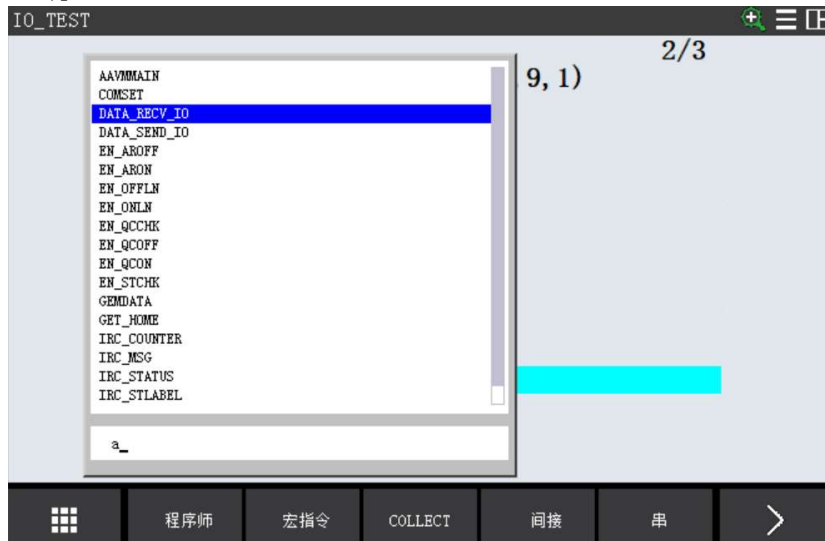 IO_TEST
2/3
9, 1)
AAVMMAIN
COMSET
DATA_RECV_IO
DATA_SEND_IO
EN_AROFF
EN_ARON
EN_OFFLN
EN_ONLN
EN_QCCHK
EN_QCOFF
EN_QCON
EN_STCHK
GEMDATA
GET_HOME
IRC_COUNTER
IRC_MSG
IRC_STATUS
IRC_STLABEL
a_
程序师 宏指令 COLLECT 间接 串